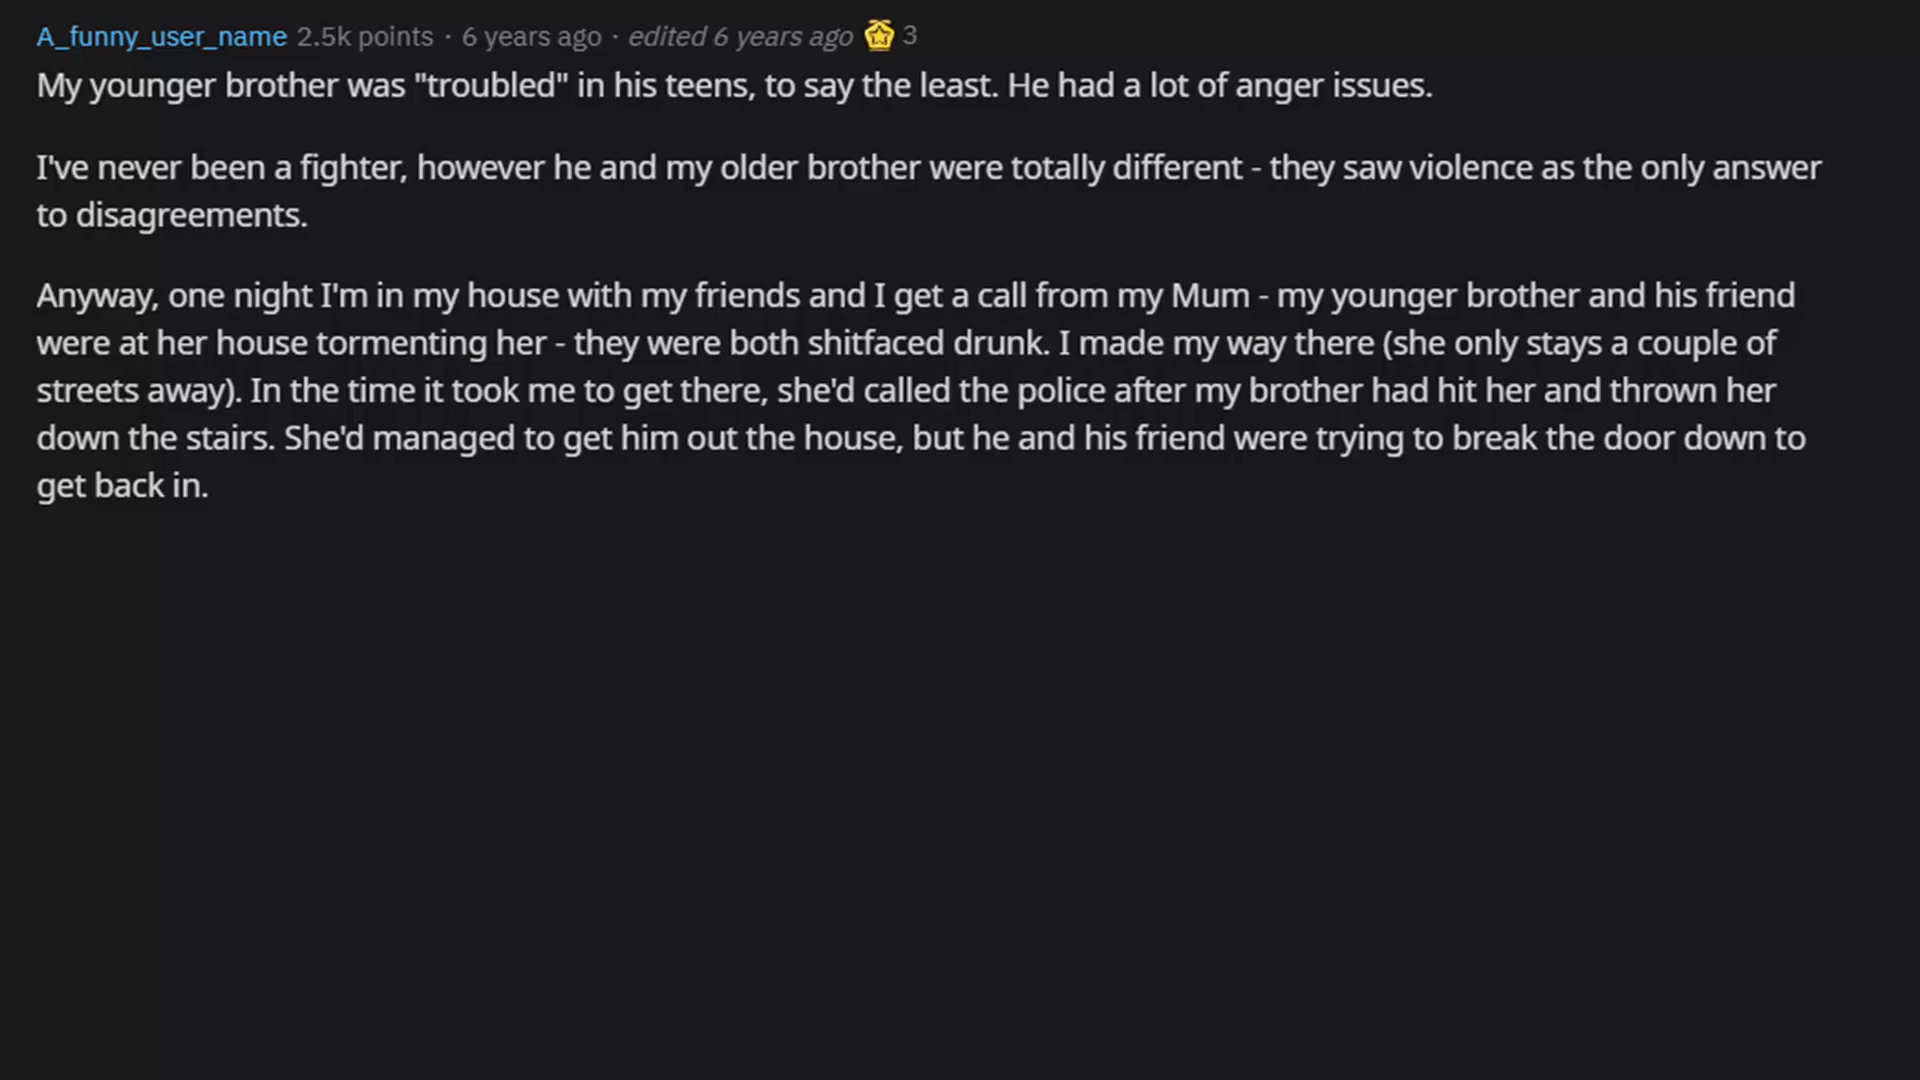 A_funny_user_name 2.5k points · 6 years ago · edited 6 years ago 3
My younger brother was "troubled" in his teens, to say the least. He had a lot of anger issues.
I've never been a fighter, however he and my older brother were totally different - they saw violence as the only answer
to disagreements.
Anyway, one night I'm in my house with my friends and I get a call from my Mum - my younger brother and his friend
were at her house tormenting her - they were both shitfaced drunk. I made my way there (she only stays a couple of
streets away). In the time it took me to get there, she'd called the police after my brother had hit her and thrown her
down the stairs. She'd managed to get him out the house, but he and his friend were trying to break the door down to
get back in.